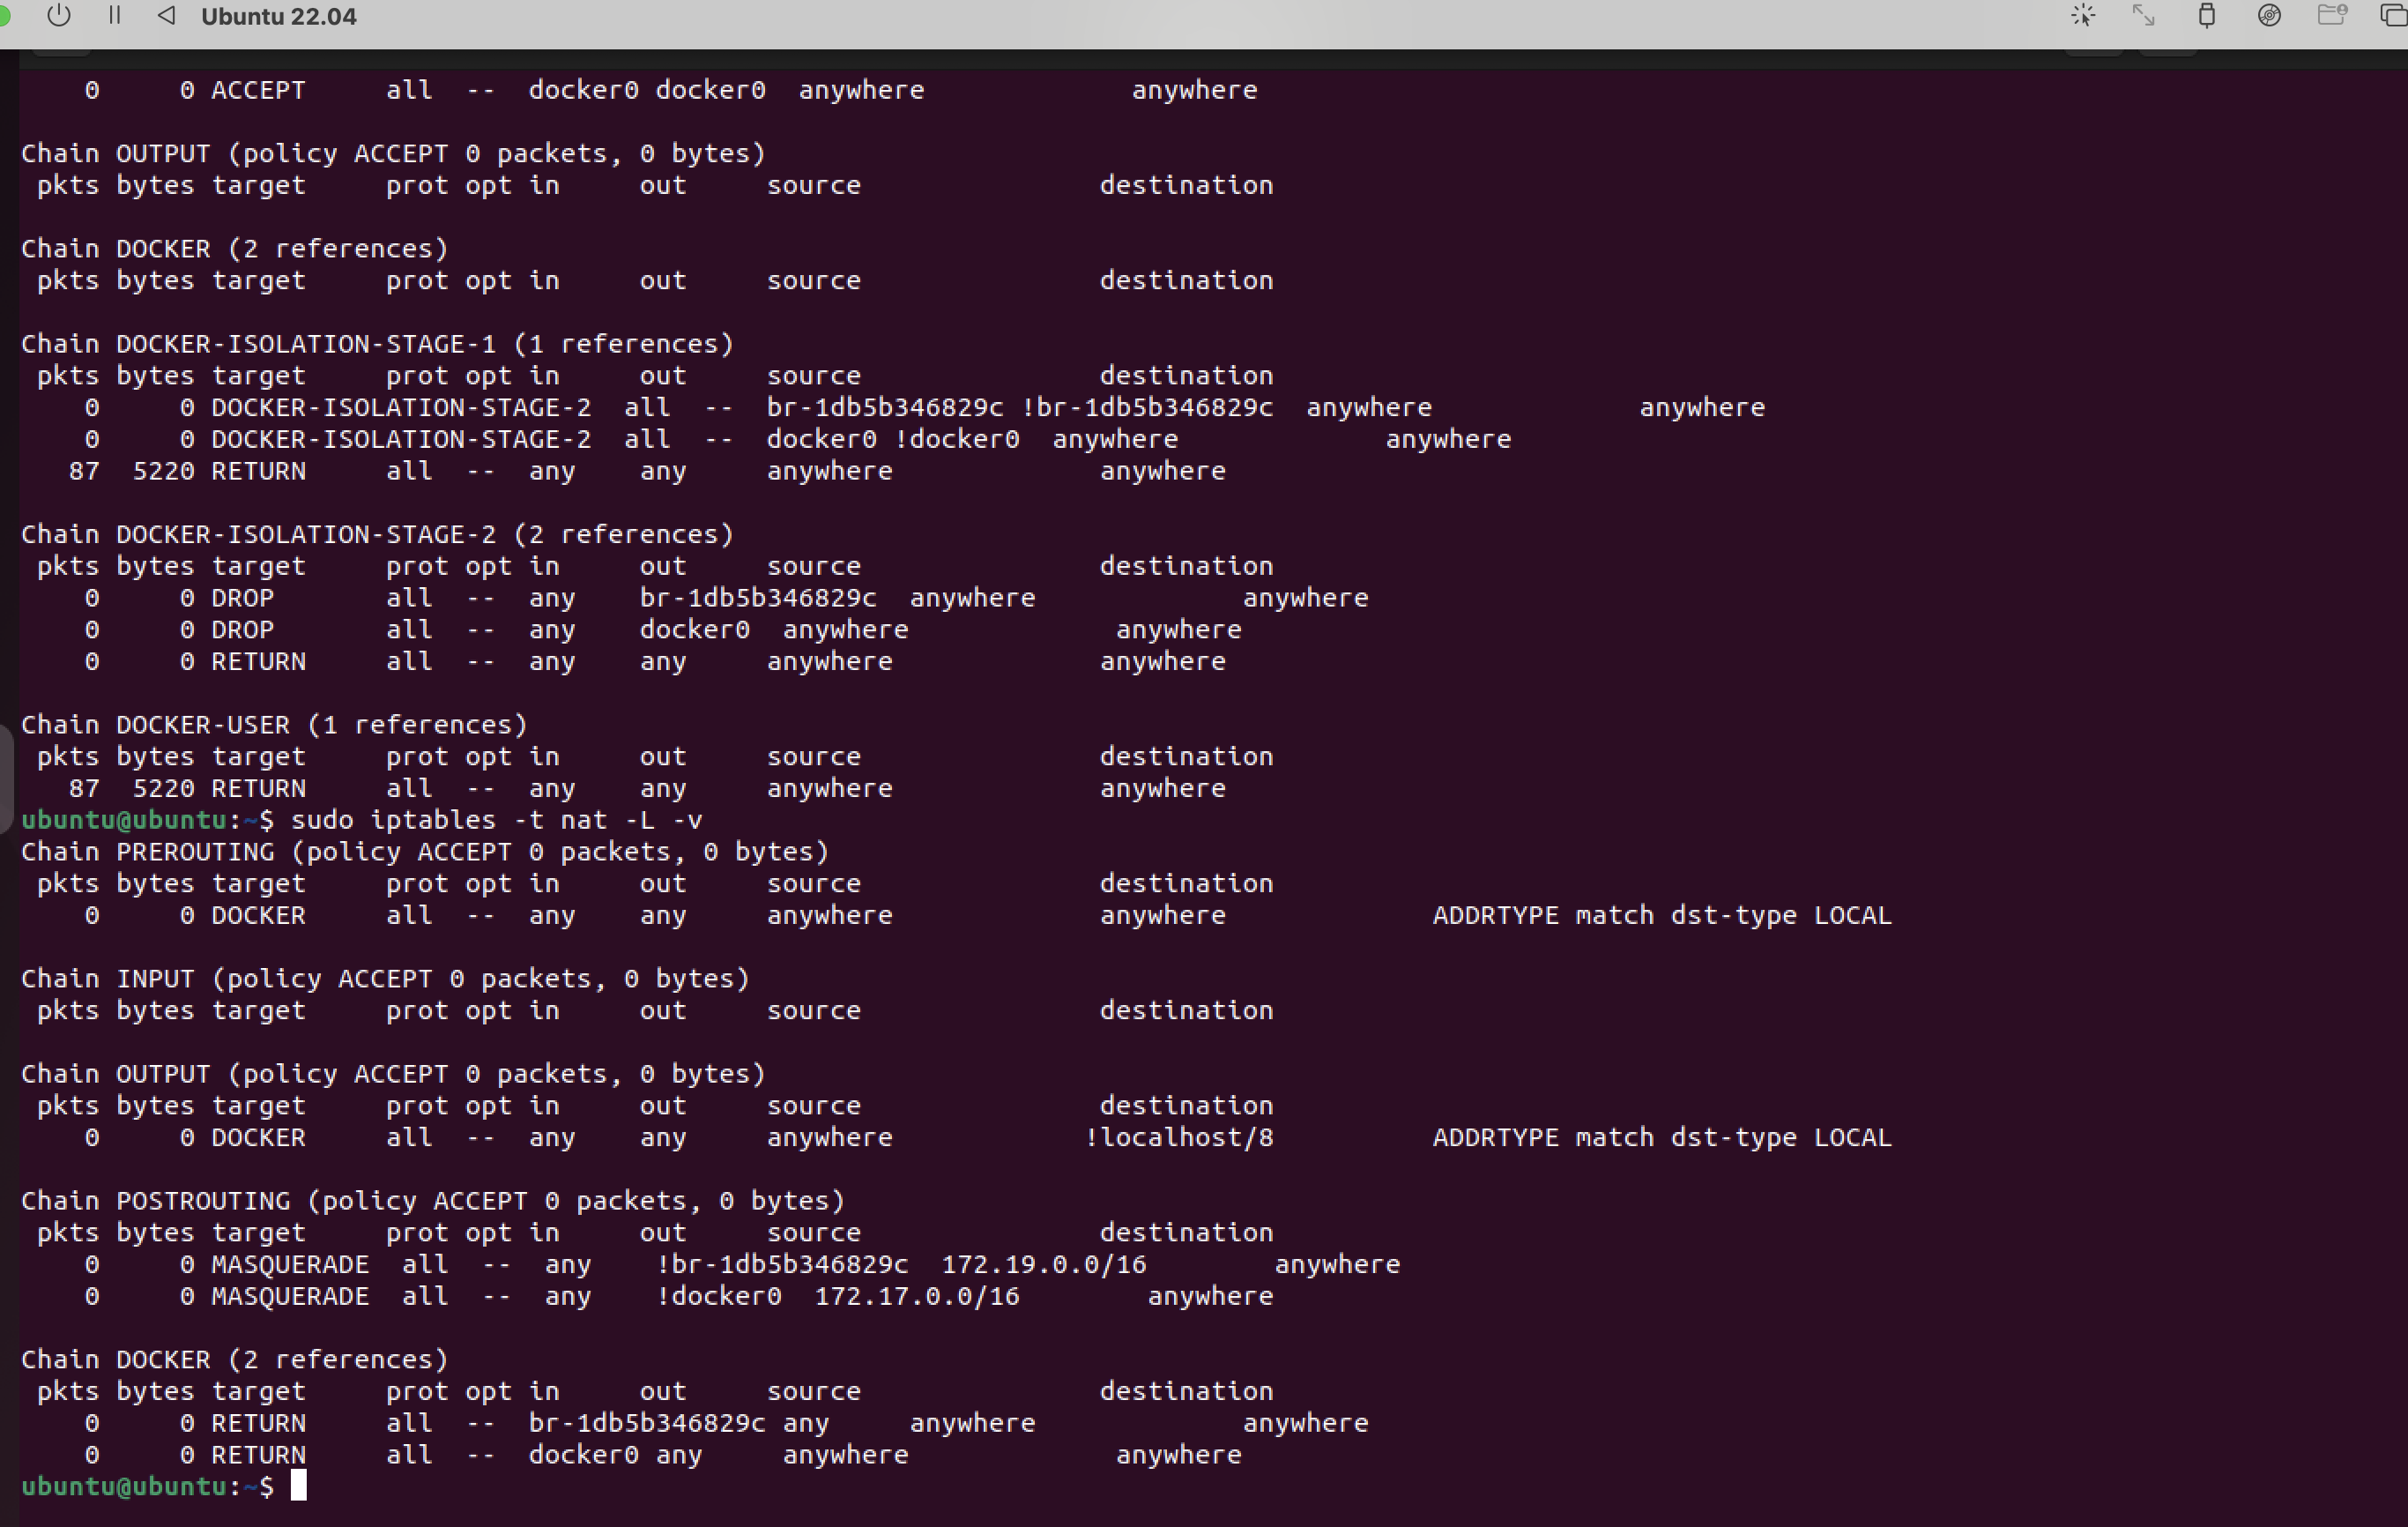 Ubuntu 22.04
    0     0 ACCEPT     all  --  docker0 docker0  anywhere             anywhere
Chain OUTPUT (policy ACCEPT 0 packets, 0 bytes)
 pkts bytes target     prot opt in     out     source               destination
Chain DOCKER (2 references)
 pkts bytes target     prot opt in     out     source               destination
Chain DOCKER-ISOLATION-STAGE-1 (1 references)
 pkts bytes target     prot opt in     out     source               destination
    0     0 DOCKER-ISOLATION-STAGE-2  all  --  br-1db5b346829c !br-1db5b346829c  anywhere             anywhere
    0     0 DOCKER-ISOLATION-STAGE-2  all  --  docker0 !docker0  anywhere             anywhere
   87  5220 RETURN     all  --  any    any     anywhere             anywhere
Chain DOCKER-ISOLATION-STAGE-2 (2 references)
 pkts bytes target     prot opt in     out     source               destination
    0     0 DROP       all  --  any    br-1db5b346829c  anywhere             anywhere
    0     0 DROP       all  --  any    docker0  anywhere             anywhere
    0     0 RETURN     all  --  any    any     anywhere             anywhere
Chain DOCKER-USER (1 references)
 pkts bytes target     prot opt in     out     source               destination
   87  5220 RETURN     all  --  any    any     anywhere             anywhere
ubuntu@ubuntu:~$ sudo iptables -t nat -L -v
Chain PREROUTING (policy ACCEPT 0 packets, 0 bytes)
 pkts bytes target     prot opt in     out     source               destination
    0     0 DOCKER     all  --  any    any     anywhere             anywhere             ADDRTYPE match dst-type LOCAL
Chain INPUT (policy ACCEPT 0 packets, 0 bytes)
 pkts bytes target     prot opt in     out     source               destination
Chain OUTPUT (policy ACCEPT 0 packets, 0 bytes)
 pkts bytes target     prot opt in     out     source               destination
    0     0 DOCKER     all  --  any    any     anywhere            !localhost/8          ADDRTYPE match dst-type LOCAL
Chain POSTROUTING (policy ACCEPT 0 packets, 0 bytes)
 pkts bytes target     prot opt in     out     source               destination
    0     0 MASQUERADE  all  --  any    !br-1db5b346829c  172.19.0.0/16        anywhere
    0     0 MASQUERADE  all  --  any    !docker0  172.17.0.0/16        anywhere
Chain DOCKER (2 references)
 pkts bytes target     prot opt in     out     source               destination
    0     0 RETURN     all  --  br-1db5b346829c any     anywhere             anywhere
    0     0 RETURN     all  --  docker0 any     anywhere             anywhere
ubuntu@ubuntu:~$